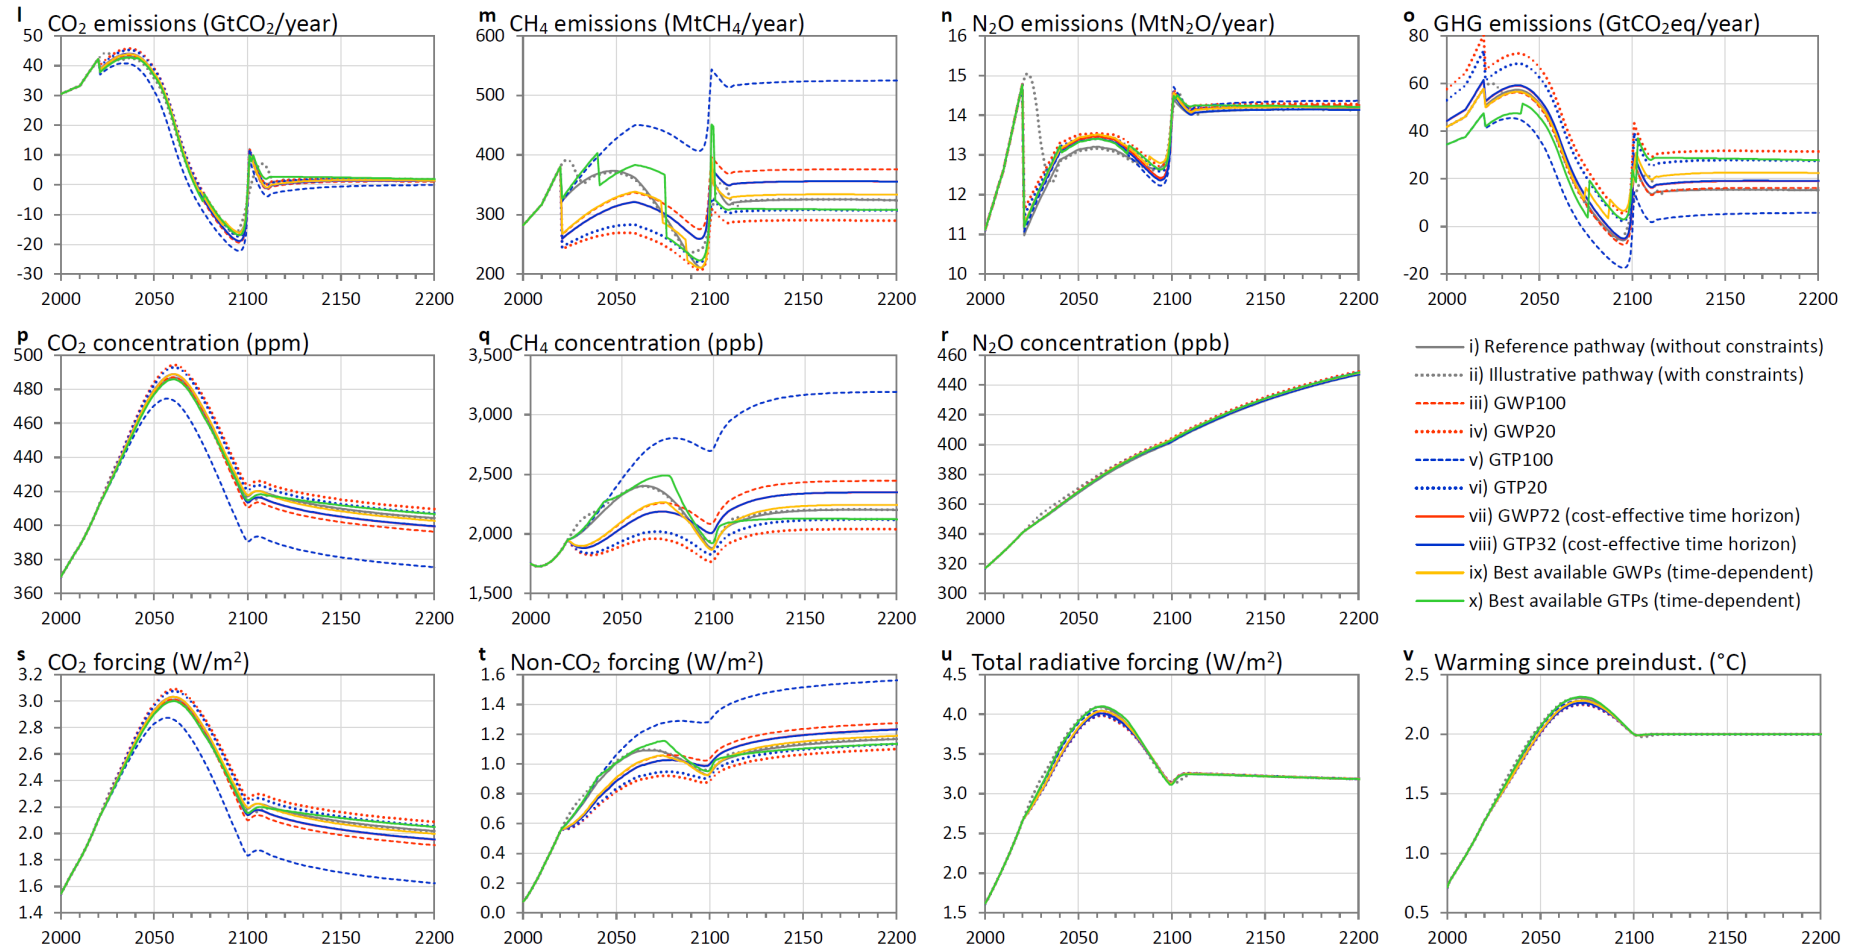 l CO₂ emissions (GtCO₂/year)
50
40
30
20
10
0
-10
-20
-30
2000 2050 2100 2150 2200
m CH₄ emissions (MtCH₄/year)
600
500
400
300
200
2000 2050 2100 2150 2200
n N₂O emissions (MtN₂O/year)
16
15
14
13
12
11
10
2000 2050 2100 2150 2200
o GHG emissions (GtCO₂eq/year)
80
60
40
20
0
-20
2000 2050 2100 2150 2200
p CO₂ concentration (ppm)
500
480
460
440
420
400
380
360
2000 2050 2100 2150 2200
q CH₄ concentration (ppb)
3,500
3,000
2,500
2,000
1,500
2000 2050 2100 2150 2200
r N₂O concentration (ppb)
460
440
420
400
380
360
340
320
300
2000 2050 2100 2150 2200
i) Reference pathway (without constraints)
ii) Illustrative pathway (with constraints)
iii) GWP100
iv) GWP20
v) GTP100
vi) GTP20
vii) GWP72 (cost-effective time horizon)
viii) GTP32 (cost-effective time horizon)
ix) Best available GWPs (time-dependent)
x) Best available GTPs (time-dependent)
s CO₂ forcing (W/m²)
3.2
3.0
2.8
2.6
2.4
2.2
2.0
1.8
1.6
1.4
2000 2050 2100 2150 2200
t Non-CO₂ forcing (W/m²)
1.6
1.4
1.2
1.0
0.8
0.6
0.4
0.2
0.0
2000 2050 2100 2150 2200
u Total radiative forcing (W/m²)
4.5
4.0
3.5
3.0
2.5
2.0
1.5
2000 2050 2100 2150 2200
v Warming since preindust. (°C)
2.5
2.0
1.5
1.0
0.5
2000 2050 2100 2150 2200